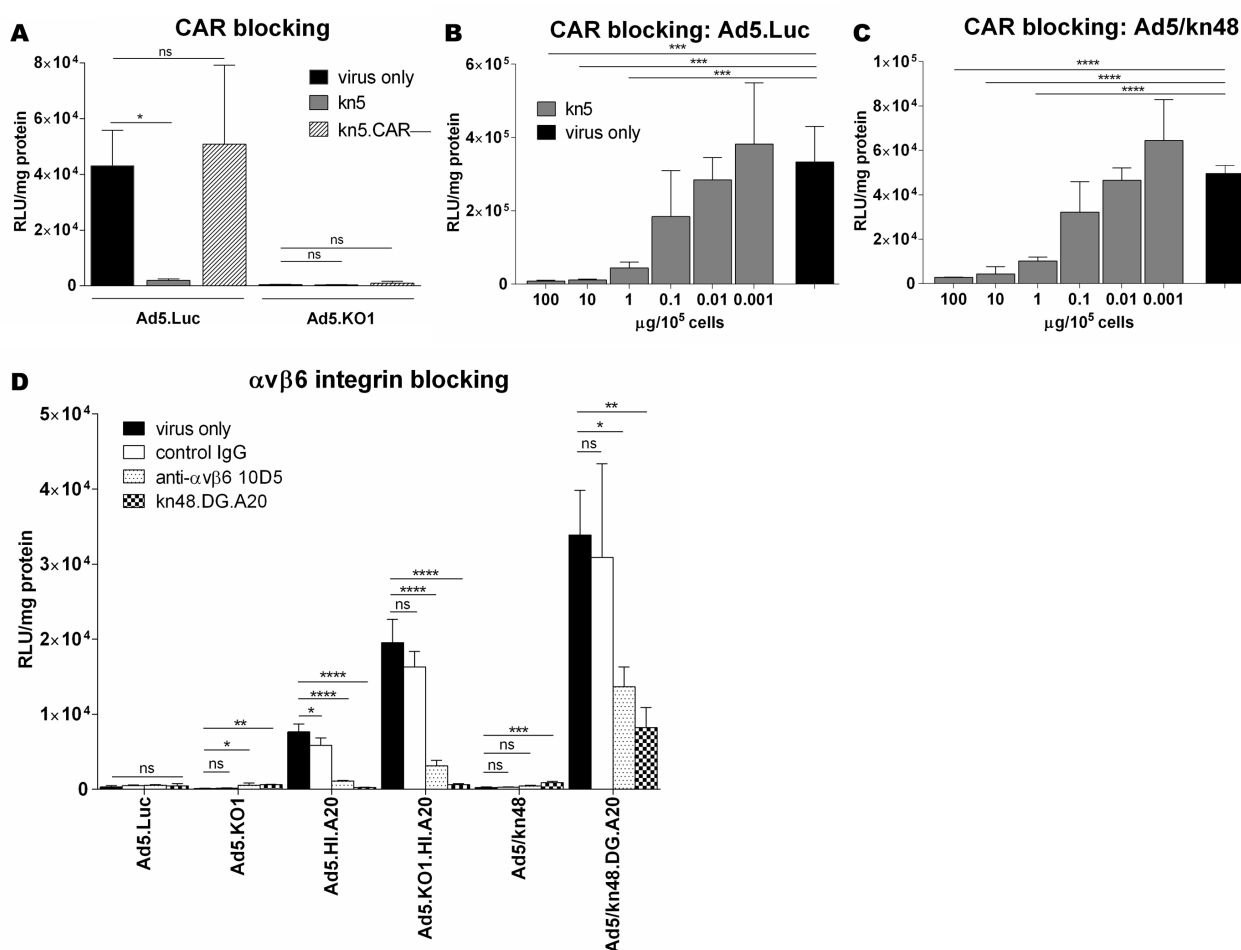 A
CAR blocking
8×10⁴
6×10⁴
4×10⁴
2×10⁴
0
RLU/mg protein
ns
*
ns
ns
virus only
kn5
kn5.CAR—
Ad5.Luc
Ad5.KO1
B
CAR blocking: Ad5.Luc
***
***
***
6×10⁵
4×10⁵
2×10⁵
0
RLU/mg protein
kn5
virus only
100 10 1 0.1 0.01 0.001
μg/10⁵ cells
C
CAR blocking: Ad5/kn48
****
****
****
1×10⁵
8×10⁴
6×10⁴
4×10⁴
2×10⁴
0
RLU/mg protein
100 10 1 0.1 0.01 0.001
μg/10⁵ cells
D
αvβ6 integrin blocking
5×10⁴
4×10⁴
3×10⁴
2×10⁴
1×10⁴
0
RLU/mg protein
virus only
control IgG
anti-αvβ6 10D5
kn48.DG.A20
ns
**
*
ns
****
****
*
****
****
ns
***
ns
ns
**
*
ns
Ad5.Luc
Ad5.KO1
Ad5.HI.A20
Ad5.KO1.HI.A20
Ad5/kn48
Ad5/kn48.DG.A20